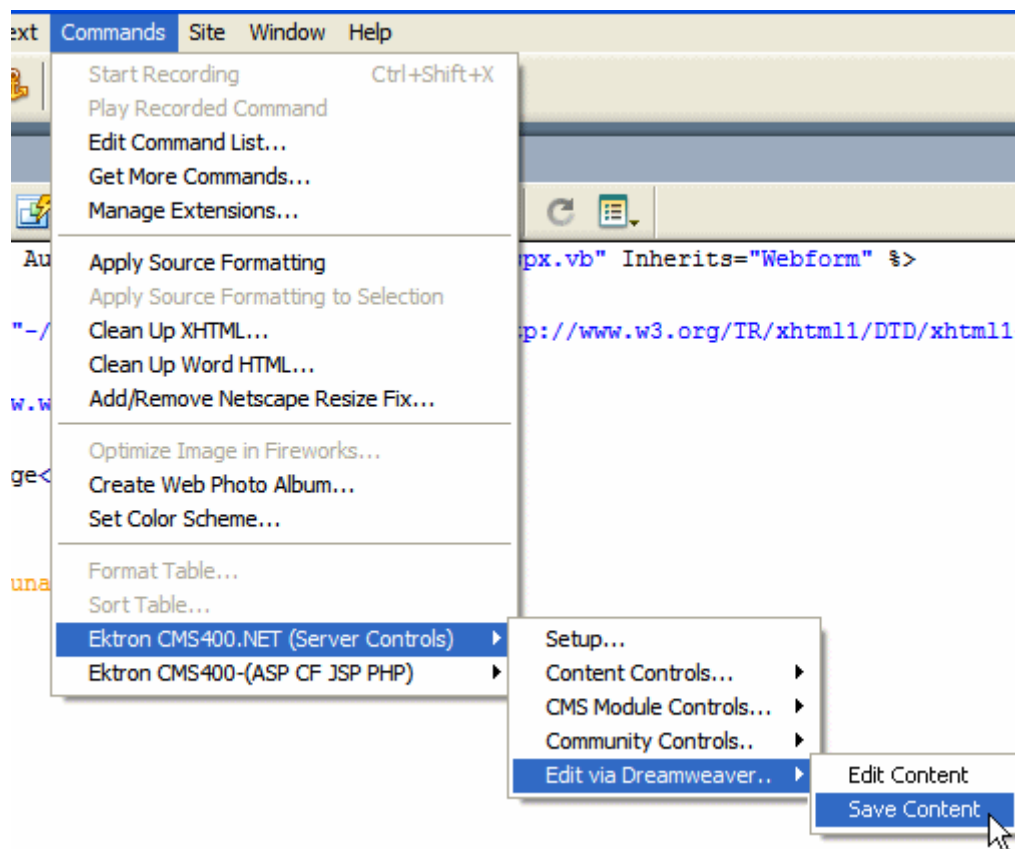 ext Commands Site Window Help
Start Recording Ctrl+Shift+X
Play Recorded Command
Edit Command List...
Get More Commands...
Manage Extensions...
Au px.vb" Inherits="Webform" %>
Apply Source Formatting
Apply Source Formatting to Selection
"-/ p://www.w3.org/TR/xhtml1/DTD/xhtml1
Clean Up XHTML...
Clean Up Word HTML...
w.w
Add/Remove Netscape Resize Fix...
Optimize Image in Fireworks...
ge<
Create Web Photo Album...
Set Color Scheme...
Format Table...
una
Sort Table...
Ektron CMS400.NET (Server Controls)
Ektron CMS400-(ASP CF JSP PHP)
Setup...
Content Controls...
CMS Module Controls...
Community Controls..
Edit via Dreamweaver..
Edit Content
Save Content